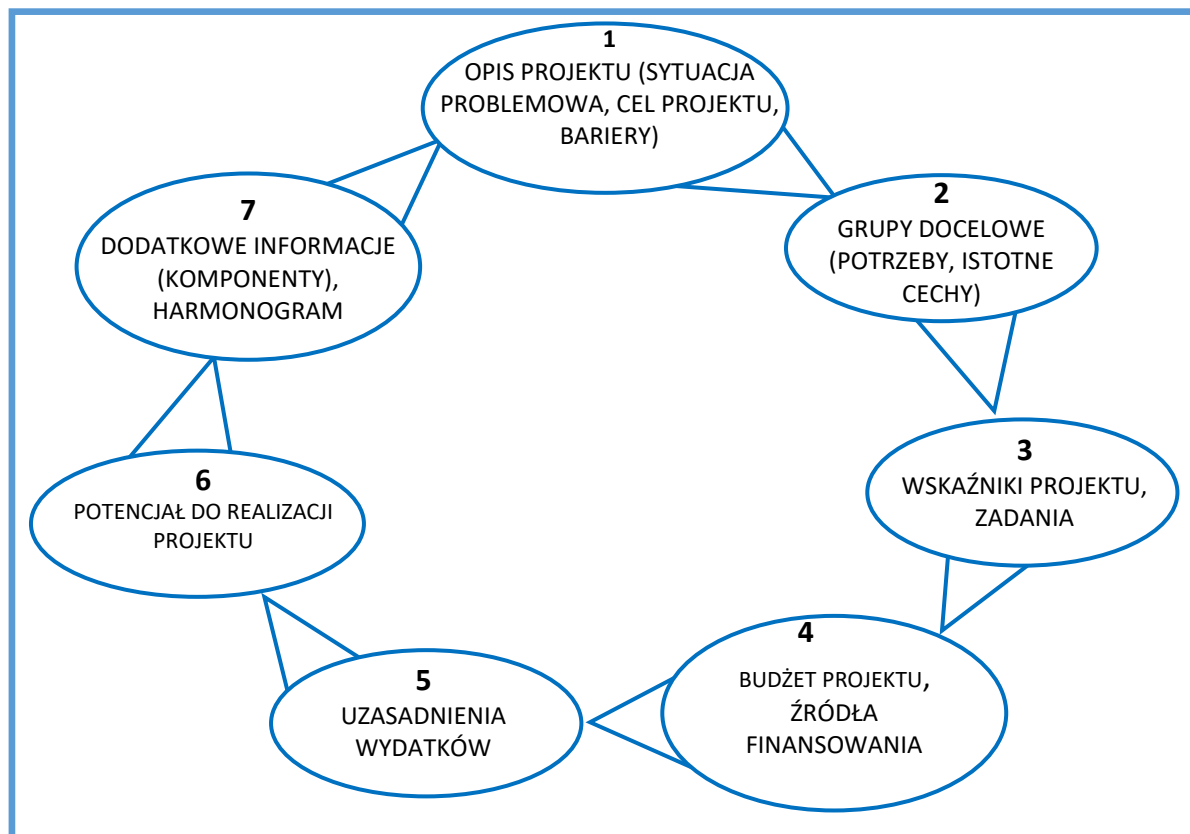 1
OPIS PROJEKTU (SYTUACJA
PROBLEMOWA, CEL PROJEKTU,
BARIERY)
2
GRUPY DOCELOWE
(POTRZEBY, ISTOTNE
CECHY)
3
WSKAŹNIKI PROJEKTU,
ZADANIA
4
BUDŻET PROJEKTU,
ŹRÓDŁA
FINANSOWANIA
5
UZASADNIENIA
WYDATKÓW
6
POTENCJAŁ DO REALIZACJI
PROJEKTU
7
DODATKOWE INFORMACJE
(KOMPONENTY),
HARMONOGRAM